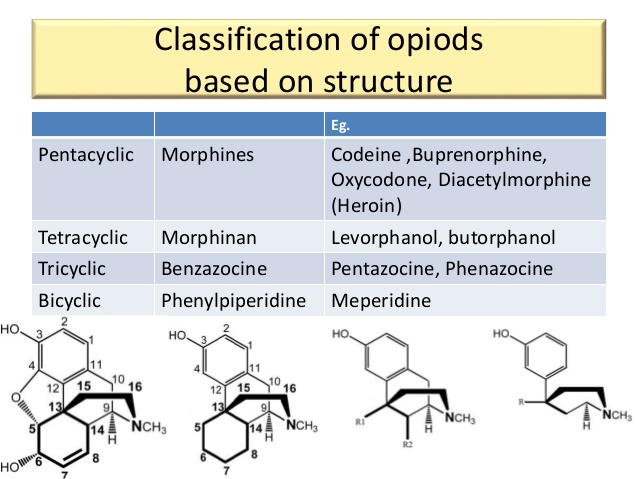 Classification of opiods
based on structure
Eg.
Pentacyclic Morphines Codeine ,Buprenorphine,
Oxycodone, Diacetylmorphine
(Heroin)
Tetracyclic Morphinan Levorphanol, butorphanol
Tricyclic Benzazocine Pentazocine, Phenazocine
Bicyclic Phenylpiperidine Meperidine
HO 2 3 1 4 11 10 12 15 16 O 13 9 N CH₃ 5 14 H HO 6 8 7
HO 2 3 1 4 11 10 12 15 16 13 9 N CH₃ 5 14 H 6 8 7
HO R1 R2 H N CH₃
HO R H N CH₃